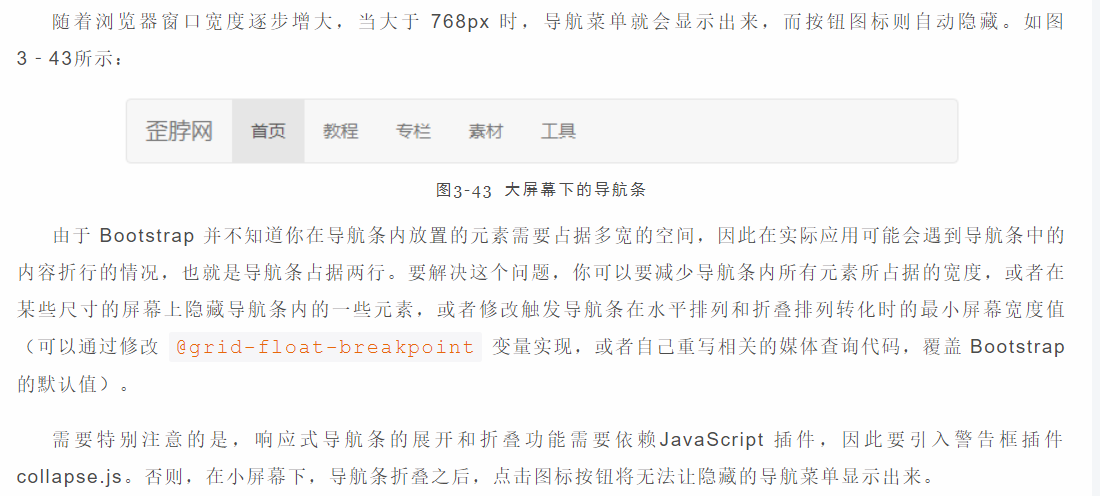 随着浏览器窗口宽度逐步增大，当大于 768px 时，导航菜单就会显示出来，而按钮图标则自动隐藏。如图
3 - 43所示：
歪脖网 首页 教程 专栏 素材 工具
图3-43 大屏幕下的导航条
由于 Bootstrap 并不知道你在导航条内放置的元素需要占据多宽的空间，因此在实际应用可能会遇到导航条中的
内容折行的情况，也就是导航条占据两行。要解决这个问题，你可以要减少导航条内所有元素所占据的宽度，或者在
某些尺寸的屏幕上隐藏导航条内的一些元素，或者修改触发导航条在水平排列和折叠排列转化时的最小屏幕宽度值
（可以通过修改 @grid-float-breakpoint 变量实现，或者自己重写相关的媒体查询代码，覆盖 Bootstrap
的默认值）。
需要特别注意的是，响应式导航条的展开和折叠功能需要依赖JavaScript 插件，因此要引入警告框插件
collapse.js。否则，在小屏幕下，导航条折叠之后，点击图标按钮将无法让隐藏的导航菜单显示出来。